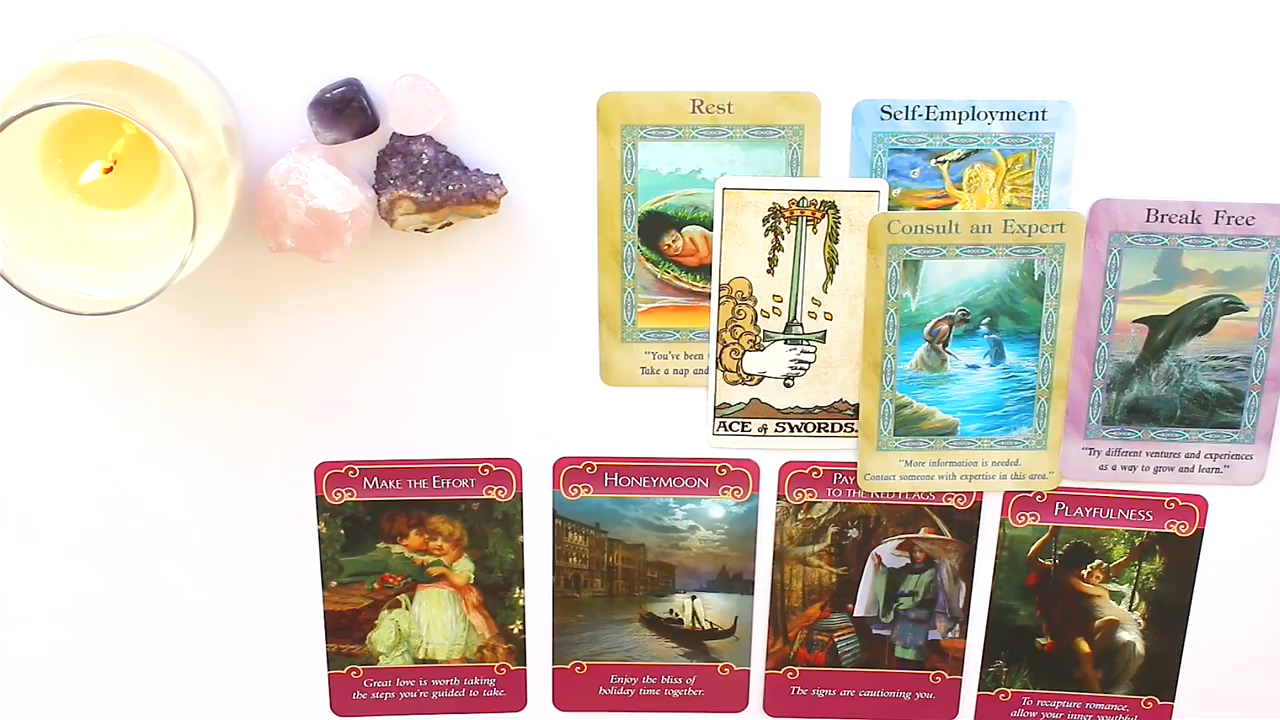 Rest
"You've been
Take a nap and
Self-Employment
ACE of SWORDS.
Consult an Expert
"More information is needed.
Contact someone with expertise in this area."
Break Free
"Try different ventures and experiences
as a way to grow and learn."
MAKE THE EFFORT
Great love is worth taking
the steps you're guided to take.
HONEYMOON
Enjoy the bliss of
holiday time together.
PAY
TO THE RED FLAGS
The signs are cautioning you.
PLAYFULNESS
To recapture romance,
allow your inner youthful